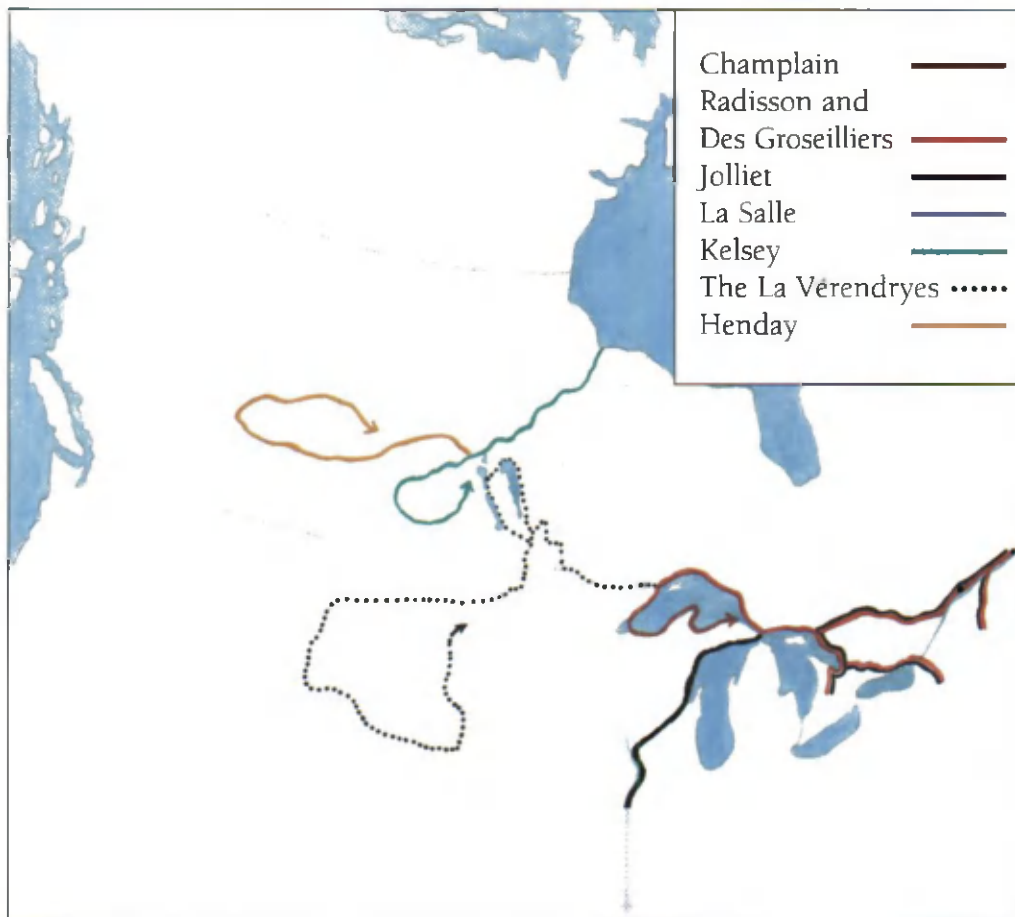 Champlain
Radisson and
Des Groseilliers
Jolliet
La Salle
Kelsey
The La Verendryes
Henday